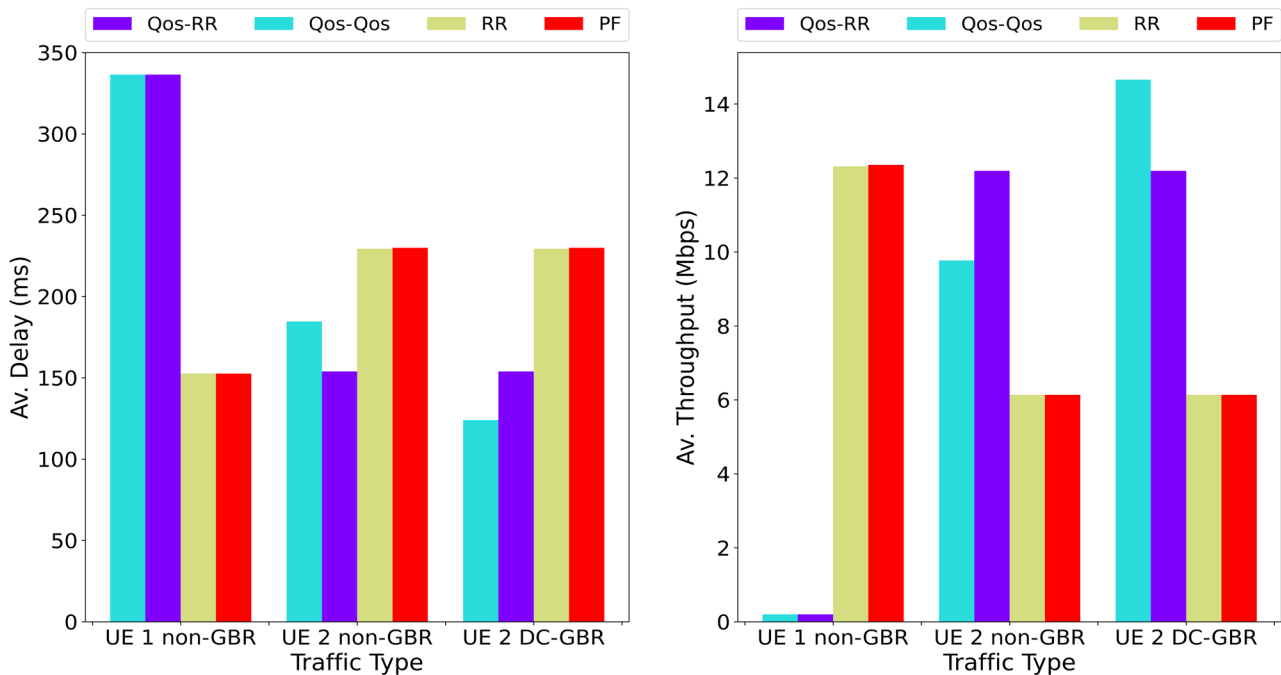 Qos-RR Qos-Qos RR PF
350
300
250
200
150
100
50
0
Av. Delay (ms)
UE 1 non-GBR UE 2 non-GBR UE 2 DC-GBR
Traffic Type
Qos-RR Qos-Qos RR PF
14
12
10
8
6
4
2
0
Av. Throughput (Mbps)
UE 1 non-GBR UE 2 non-GBR UE 2 DC-GBR
Traffic Type